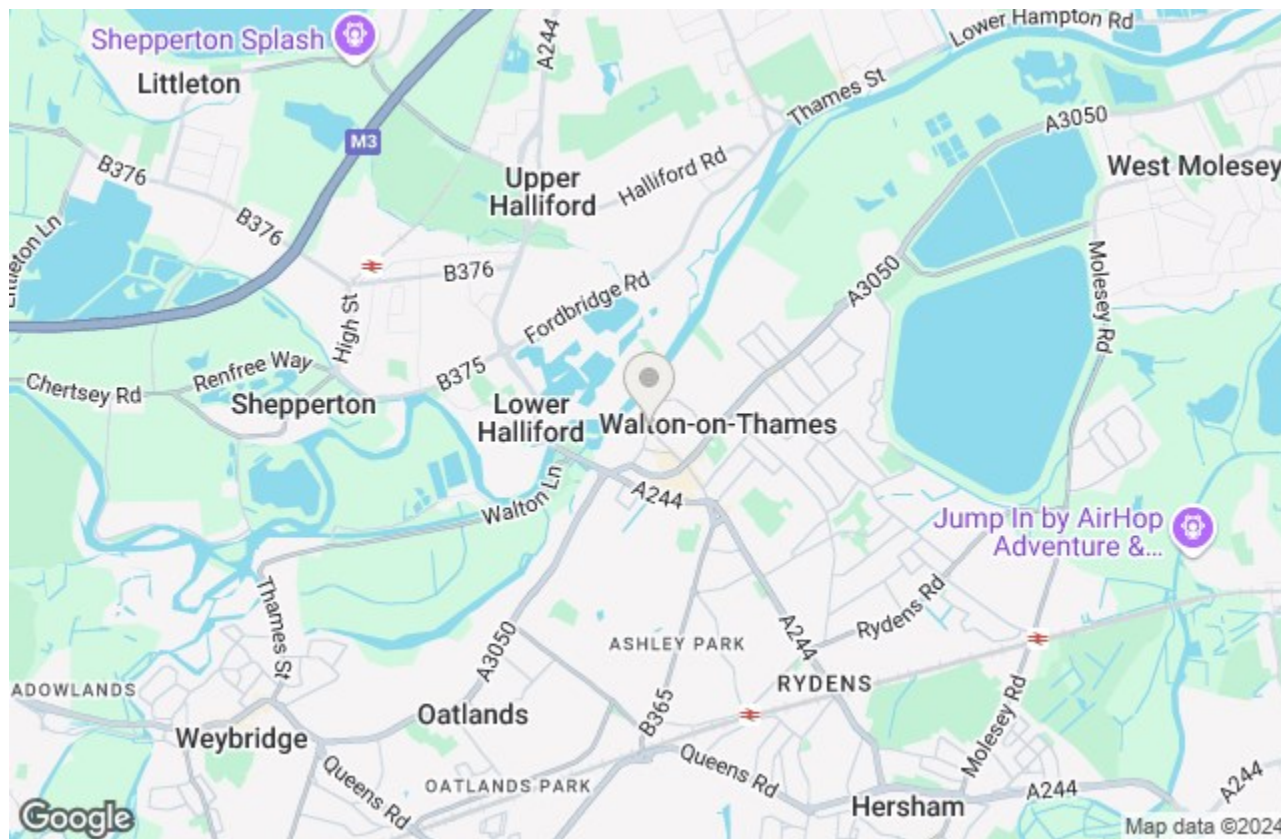 Lower Hampton Rd
Shepperton Splash
A244
Littleton
Thames St
A3050
M3
West Molesey
B376
Upper
Halliford
Halliford Rd
B376
Littleton Ln
B376
Molesey Rd
A3050
High St
Fordbridge Rd
Renfree Way
B375
Chertsey Rd
Shepperton
Lower
Halliford
Walton-on-Thames
Walton Ln
A244
Jump In by AirHop
Adventure &...
Thames St
Rydens Rd
A3050
ASHLEY PARK
A244
RYDENS
ADOWLANDS
B365
Oatlands
Molesey Rd
Weybridge
Queens Rd
Queens Rd
OATLANDS PARK
Hersham
A244
A244
Google
Map data ©2024